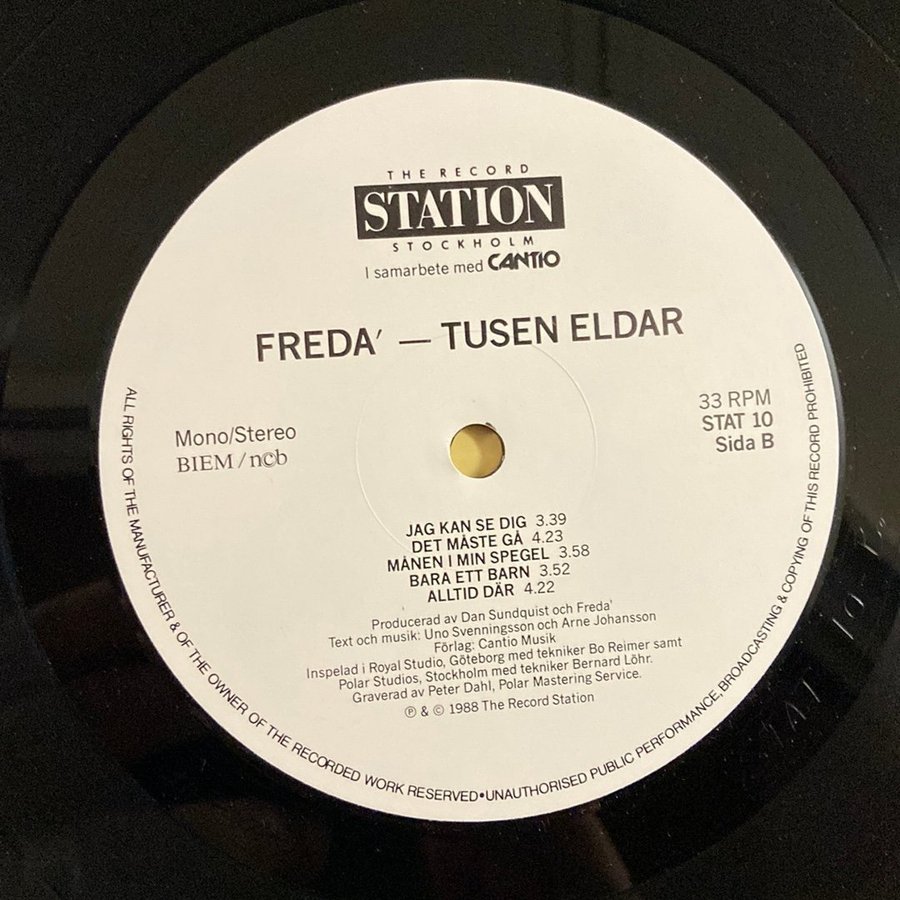 THE RECORD
STATION
STOCKHOLM
I samarbete med CANTIO
FREDA' — TUSEN ELDAR
Mono/Stereo
BIEM/ncb
33 RPM
STAT 10
Sida B
JAG KAN SE DIG 3.39
DET MÅSTE GÅ 4.23
MÅNEN I MIN SPEGEL 3.58
BARA ETT BARN 3.52
ALLTID DÄR 4.22
Producerad av Dan Sundquist och Freda'
Text och musik: Uno Svenningsson och Arne Johansson
Förlag: Cantio Musik
Inspelad i Royal Studio, Göteborg med tekniker Bo Reimer samt
Polar Studios, Stockholm med tekniker Bernard Löhr.
Graverad av Peter Dahl, Polar Mastering Service.
Ⓟ & © 1988 The Record Station
ALL RIGHTS OF THE MANUFACTURER & OF THE OWNER OF THE RECORDED WORK RESERVED•UNAUTHORISED PUBLIC PERFORMANCE, BROADCASTING & COPYING OF THIS RECORD PROHIBITED
STAT 10